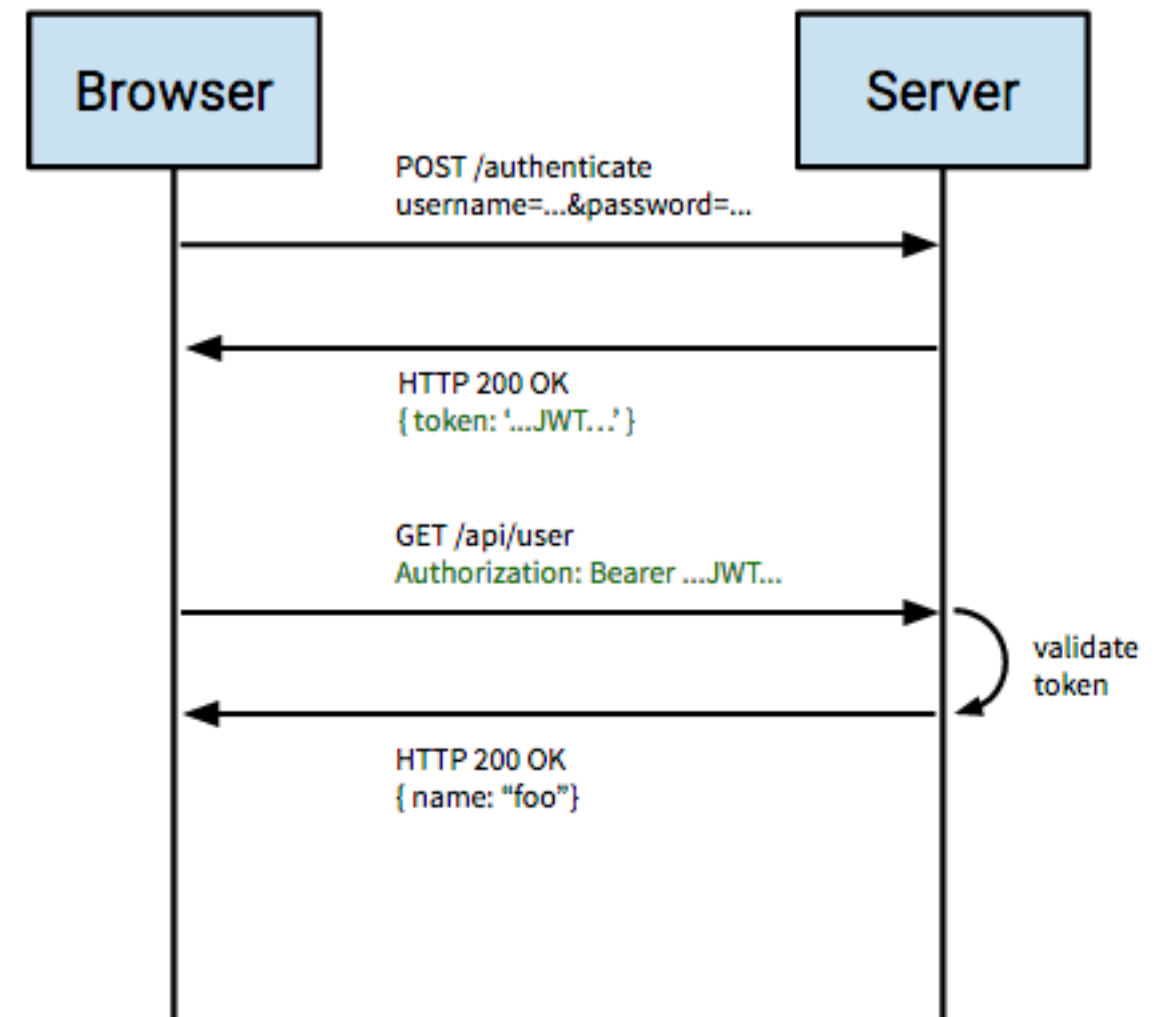 Browser
Server
POST /authenticate
username=...&password=...
HTTP 200 OK
{ token: ‘...JWT...’ }
GET /api/user
Authorization: Bearer ...JWT...
validate
token
HTTP 200 OK
{ name: “foo”}